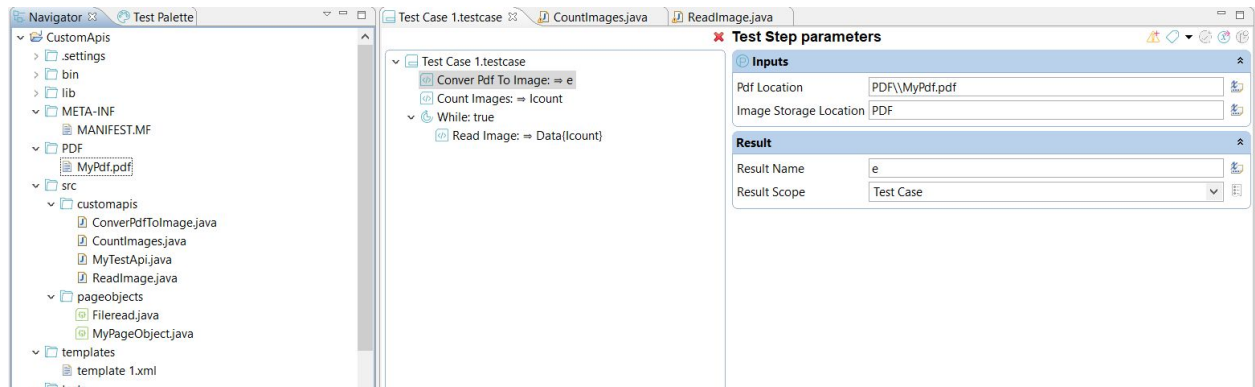 Navigator
Test Palette
CustomApis
.settings
bin
lib
META-INF
MANIFEST.MF
PDF
MyPdf.pdf
src
customapis
ConverPdfToImage.java
CountImages.java
MyTestApi.java
ReadImage.java
pageobjects
Fileread.java
MyPageObject.java
templates
template 1.xml
Test Case 1.testcase
CountImages.java
ReadImage.java
Test Case 1.testcase
Conver Pdf To Image: ⇒ e
Count Images: ⇒ Icount
While: true
Read Image: ⇒ Data{Icount}
Test Step parameters
Inputs
Pdf Location PDF\\MyPdf.pdf
Image Storage Location PDF
Result
Result Name e
Result Scope Test Case